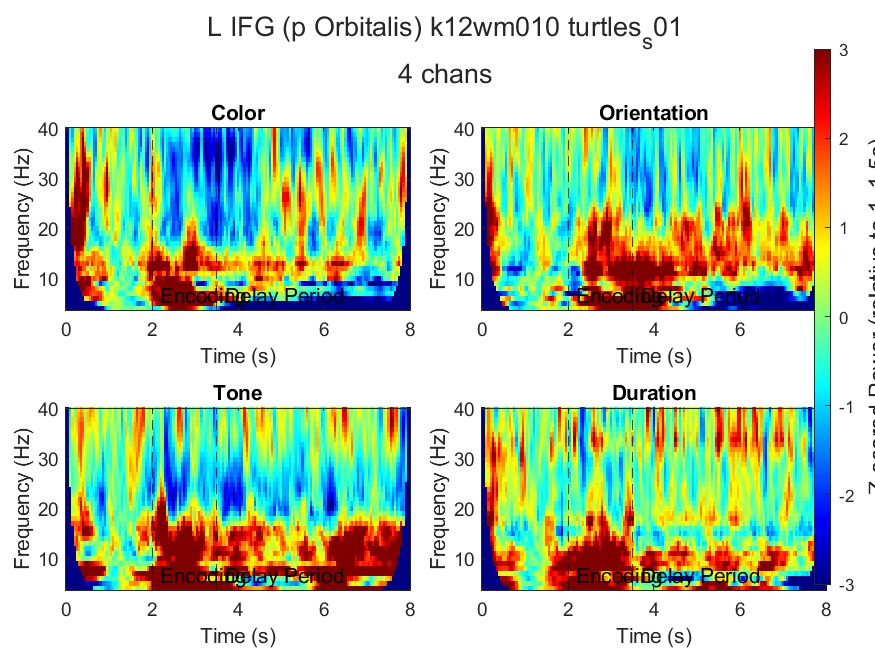 L IFG (p Orbitalis) k12wm010 turtles_s01
4 chans
Color
Orientation
40
30
20
10
Frequency (Hz)
Encoding
Delay Period
0 2 4 6 8
Time (s)
40
30
20
10
Frequency (Hz)
Encoding
Delay Period
0 2 4 6
Time (s)
Tone
Duration
40
30
20
10
Frequency (Hz)
Encoding
Delay Period
0 2 4 6 8
Time (s)
40
30
20
10
Frequency (Hz)
Encoding
Delay Period
0 2 4 6 8
Time (s)
3
2
1
0
-1
-2
-3